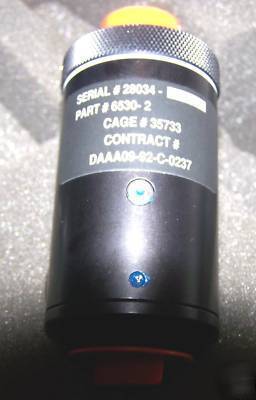 SERIAL # 28034 -
PART # 6530- 2
CAGE # 35733
CONTRACT #
DAAA09-92-C-0237